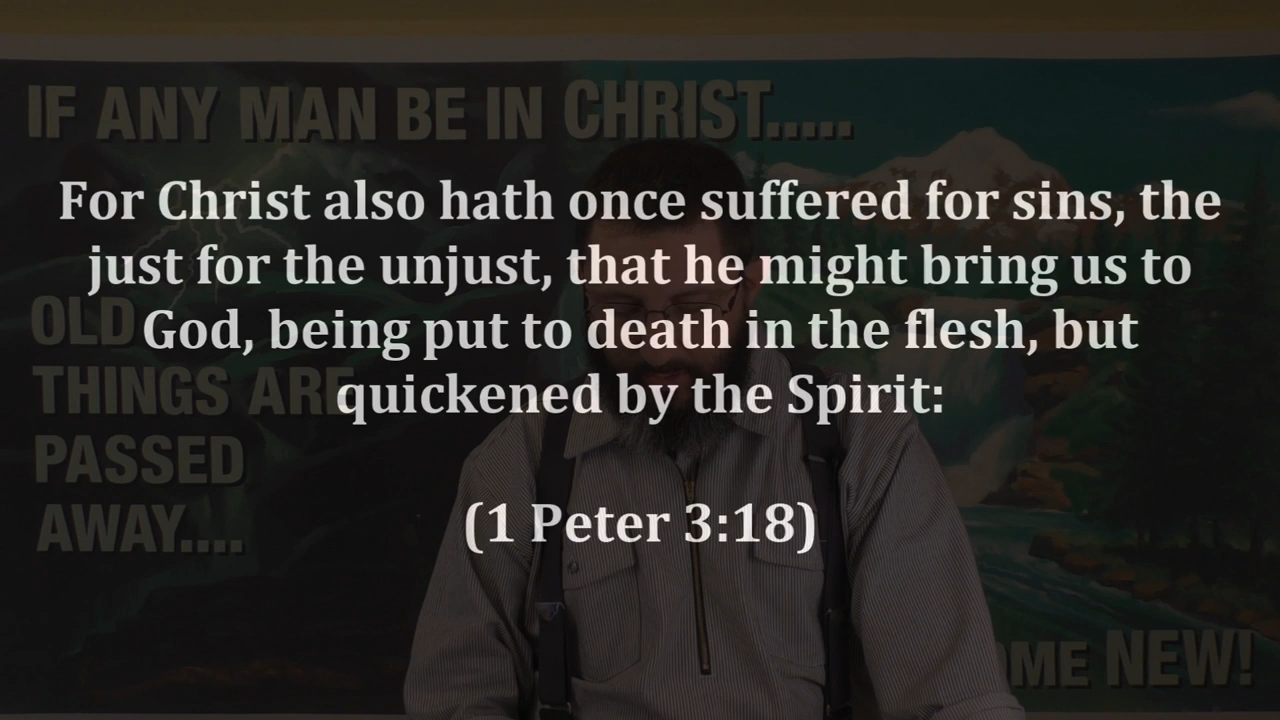 IF ANY MAN BE IN CHRIST.....
For Christ also hath once suffered for sins, the
just for the unjust, that he might bring us to
God, being put to death in the flesh, but
quickened by the Spirit:
(1 Peter 3:18)
OLD
THINGS ARE
PASSED
AWAY....
NEW!